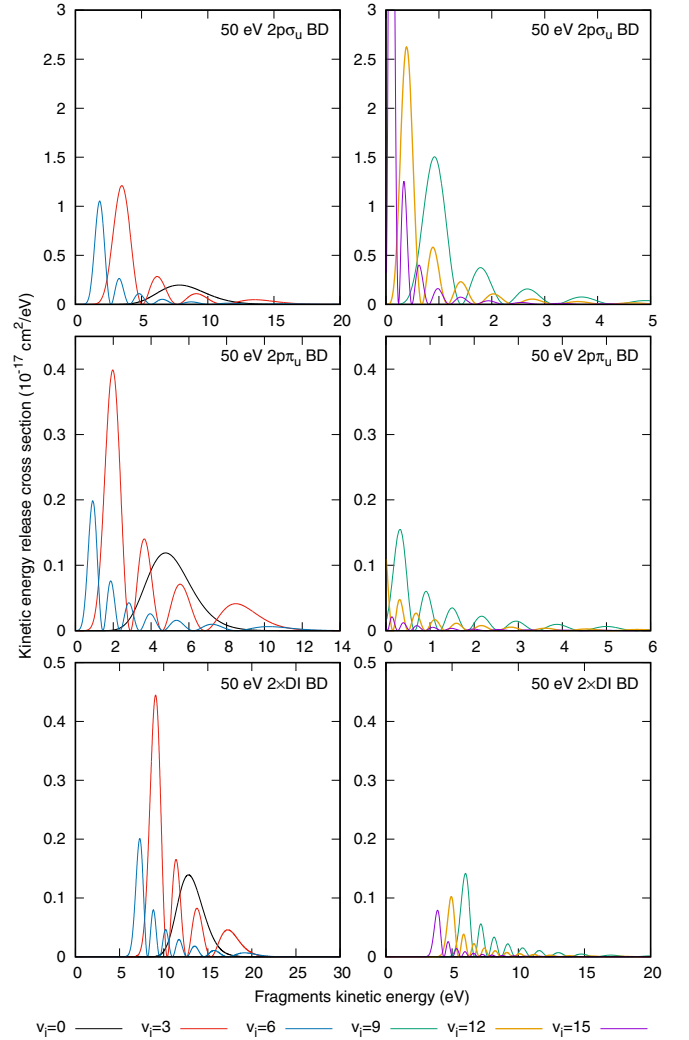 50 eV 2pσu BD
50 eV 2pσu BD
3
2.5
2
1.5
1
0.5
0
0 5 10 15 20
3
2.5
2
1.5
1
0.5
0
0 1 2 3 4 5
Kinetic energy release cross section (10-17 cm2/eV)
50 eV 2pπu BD
50 eV 2pπu BD
0.4
0.3
0.2
0.1
0
0 2 4 6 8 10 12 14
0.4
0.3
0.2
0.1
0
0 1 2 3 4 5 6
50 eV 2×DI BD
50 eV 2×DI BD
0.5
0.4
0.3
0.2
0.1
0
0 5 10 15 20 25 30
0.5
0.4
0.3
0.2
0.1
0
0 5 10 15 20
Fragments kinetic energy (eV)
vi=0 vi=3 vi=6 vi=9 vi=12 vi=15